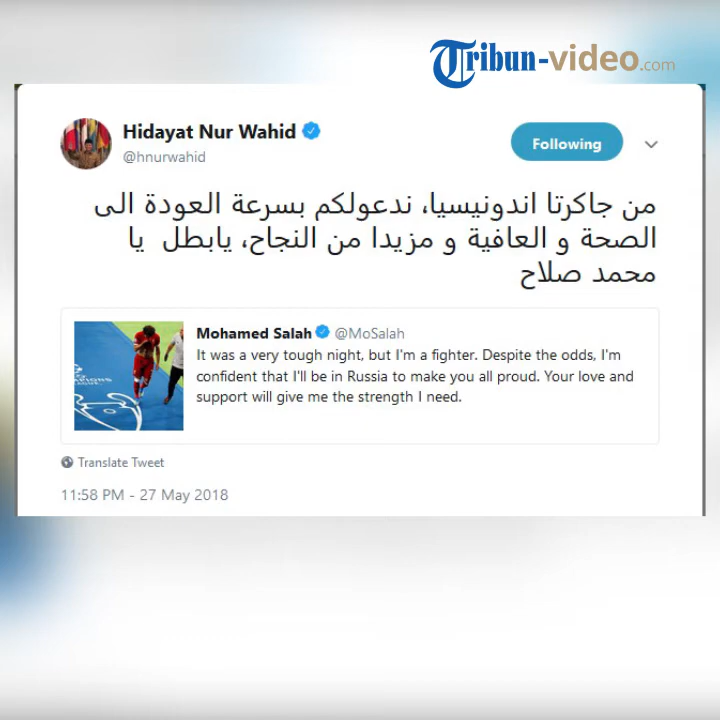 Tribun-video.com
Hidayat Nur Wahid
@hnurwahid
Following
من جاكرتا اندونيسيا، ندعولكم بسرعة العودة الى
الصحة و العافية و مزيدا من النجاح، يابطل يا
محمد صلاح
Mohamed Salah @MoSalah
It was a very tough night, but I'm a fighter. Despite the odds, I'm
confident that I'll be in Russia to make you all proud. Your love and
support will give me the strength I need.
Translate Tweet
11:58 PM - 27 May 2018